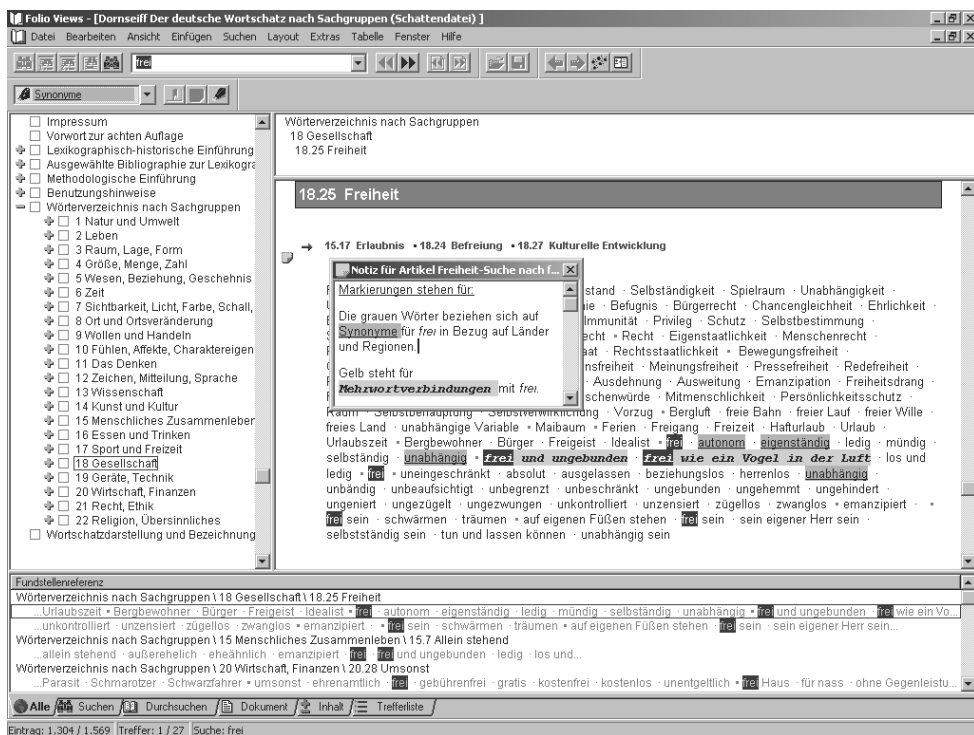 Folio Views - [Dornseiff Der deutsche Wortschatz nach Sachgruppen (Schattendatei) ]
Datei Bearbeiten Ansicht Einfügen Suchen Layout Extras Tabelle Fenster Hilfe
frei
Synonyme
Impressum
Vorwort zur achten Auflage
Lexikographisch-historische Einführung
Ausgewählte Bibliographie zur Lexikogra
Methodologische Einführung
Benutzungshinweise
Wörterverzeichnis nach Sachgruppen
1 Natur und Umwelt
2 Leben
3 Raum, Lage, Form
4 Größe, Menge, Zahl
5 Wesen, Beziehung, Geschehnis
6 Zeit
7 Sichtbarkeit, Licht, Farbe, Schall,
8 Ort und Ortsveränderung
9 Wollen und Handeln
10 Fühlen, Affekte, Charaktereigen
11 Das Denken
12 Zeichen, Mitteilung, Sprache
13 Wissenschaft
14 Kunst und Kultur
15 Menschliches Zusammenleben
16 Essen und Trinken
17 Sport und Freizeit
18 Gesellschaft
19 Geräte, Technik
20 Wirtschaft, Finanzen
21 Recht, Ethik
22 Religion, Übersinnliches
Wortschatzdarstellung und Bezeichnung
Wörterverzeichnis nach Sachgruppen
18 Gesellschaft
18.25 Freiheit
18.25 Freiheit
→ 15.17 Erlaubnis ▪ 18.24 Befreiung ▪ 18.27 Kulturelle Entwicklung
Notiz für Artikel Freiheit-Suche nach f...
Markierungen stehen für:
Die grauen Wörter beziehen sich auf
Synonyme für frei in Bezug auf Länder
und Regionen.
Gelb steht für
Mehrwortverbindungen mit frei.
stand · Selbständigkeit · Spielraum · Unabhängigkeit ·
ie · Befugnis · Bürgerrecht · Chancengleichheit · Ehrlichkeit ·
Immunität · Privileg · Schutz · Selbstbestimmung ·
echt ▪ Recht · Eigenstaatlichkeit · Menschenrecht ·
aat · Rechtsstaatlichkeit ▪ Bewegungsfreiheit ·
nsfreiheit · Meinungsfreiheit · Pressefreiheit · Redefreiheit ·
· Ausdehnung · Ausweitung · Emanzipation · Freiheitsdrang ·
schenwürde · Mitmenschlichkeit · Persönlichkeitsschutz ·
Raum · Selbstbehauptung · Selbstverwirklichung · Vorzug ▪ Bergluft · freie Bahn · freier Lauf · freier Wille ·
freies Land · unabhängige Variable ▪ Maibaum ▪ Ferien · Freigang · Freizeit · Hafturlaub · Urlaub ·
Urlaubszeit ▪ Bergbewohner · Bürger · Freigeist · Idealist ▪ frei · autonom · eigenständig · ledig · mündig ·
selbständig · unabhängig ▪ frei und ungebunden · frei wie ein Vogel in der Luft · los und
ledig ▪ frei ▪ uneingeschränkt · absolut · ausgelassen · beziehungslos · herrenlos · unabhängig ·
unbändig · unbeaufsichtigt · unbegrenzt · unbeschränkt · ungebunden · ungehemmt · ungehindert ·
ungeniert · ungezügelt · ungezwungen · unkontrolliert · unzensiert · zügellos · zwanglos ▪ emanzipiert · ▪
frei sein · schwärmen · träumen ▪ auf eigenen Füßen stehen · frei sein · sein eigener Herr sein ·
selbstständig sein · tun und lassen können · unabhängig sein
Fundstellenreferenz
Wörterverzeichnis nach Sachgruppen \ 18 Gesellschaft \ 18.25 Freiheit
...Urlaubszeit ▪ Bergbewohner · Bürger · Freigeist · Idealist ▪ frei · autonom · eigenständig · ledig · mündig · selbständig · unabhängig ▪ frei und ungebunden · frei wie ein Vo...
...unkontrolliert · unzensiert · zügellos · zwanglos ▪ emanzipiert · ▪ frei sein · schwärmen · träumen ▪ auf eigenen Füßen stehen · frei sein · sein eigener Herr sein...
Wörterverzeichnis nach Sachgruppen \ 15 Menschliches Zusammenleben \ 15.7 Allein stehend
...allein stehend · außerehelich · eheähnlich · emanzipiert · frei · frei und ungebunden · ledig · los und...
Wörterverzeichnis nach Sachgruppen \ 20 Wirtschaft, Finanzen \ 20.28 Umsonst
...Parasit · Schmarotzer · Schwarzfahrer ▪ umsonst · ehrenamtlich · frei · gebührenfrei · gratis · kostenfrei · kostenlos · unentgeltlich ▪ frei Haus · für nass · ohne Gegenleistu...
Alle Suchen Durchsuchen Dokument Inhalt Trefferliste
Eintrag: 1.304 / 1.569 Treffer: 1 / 27 Suche: frei